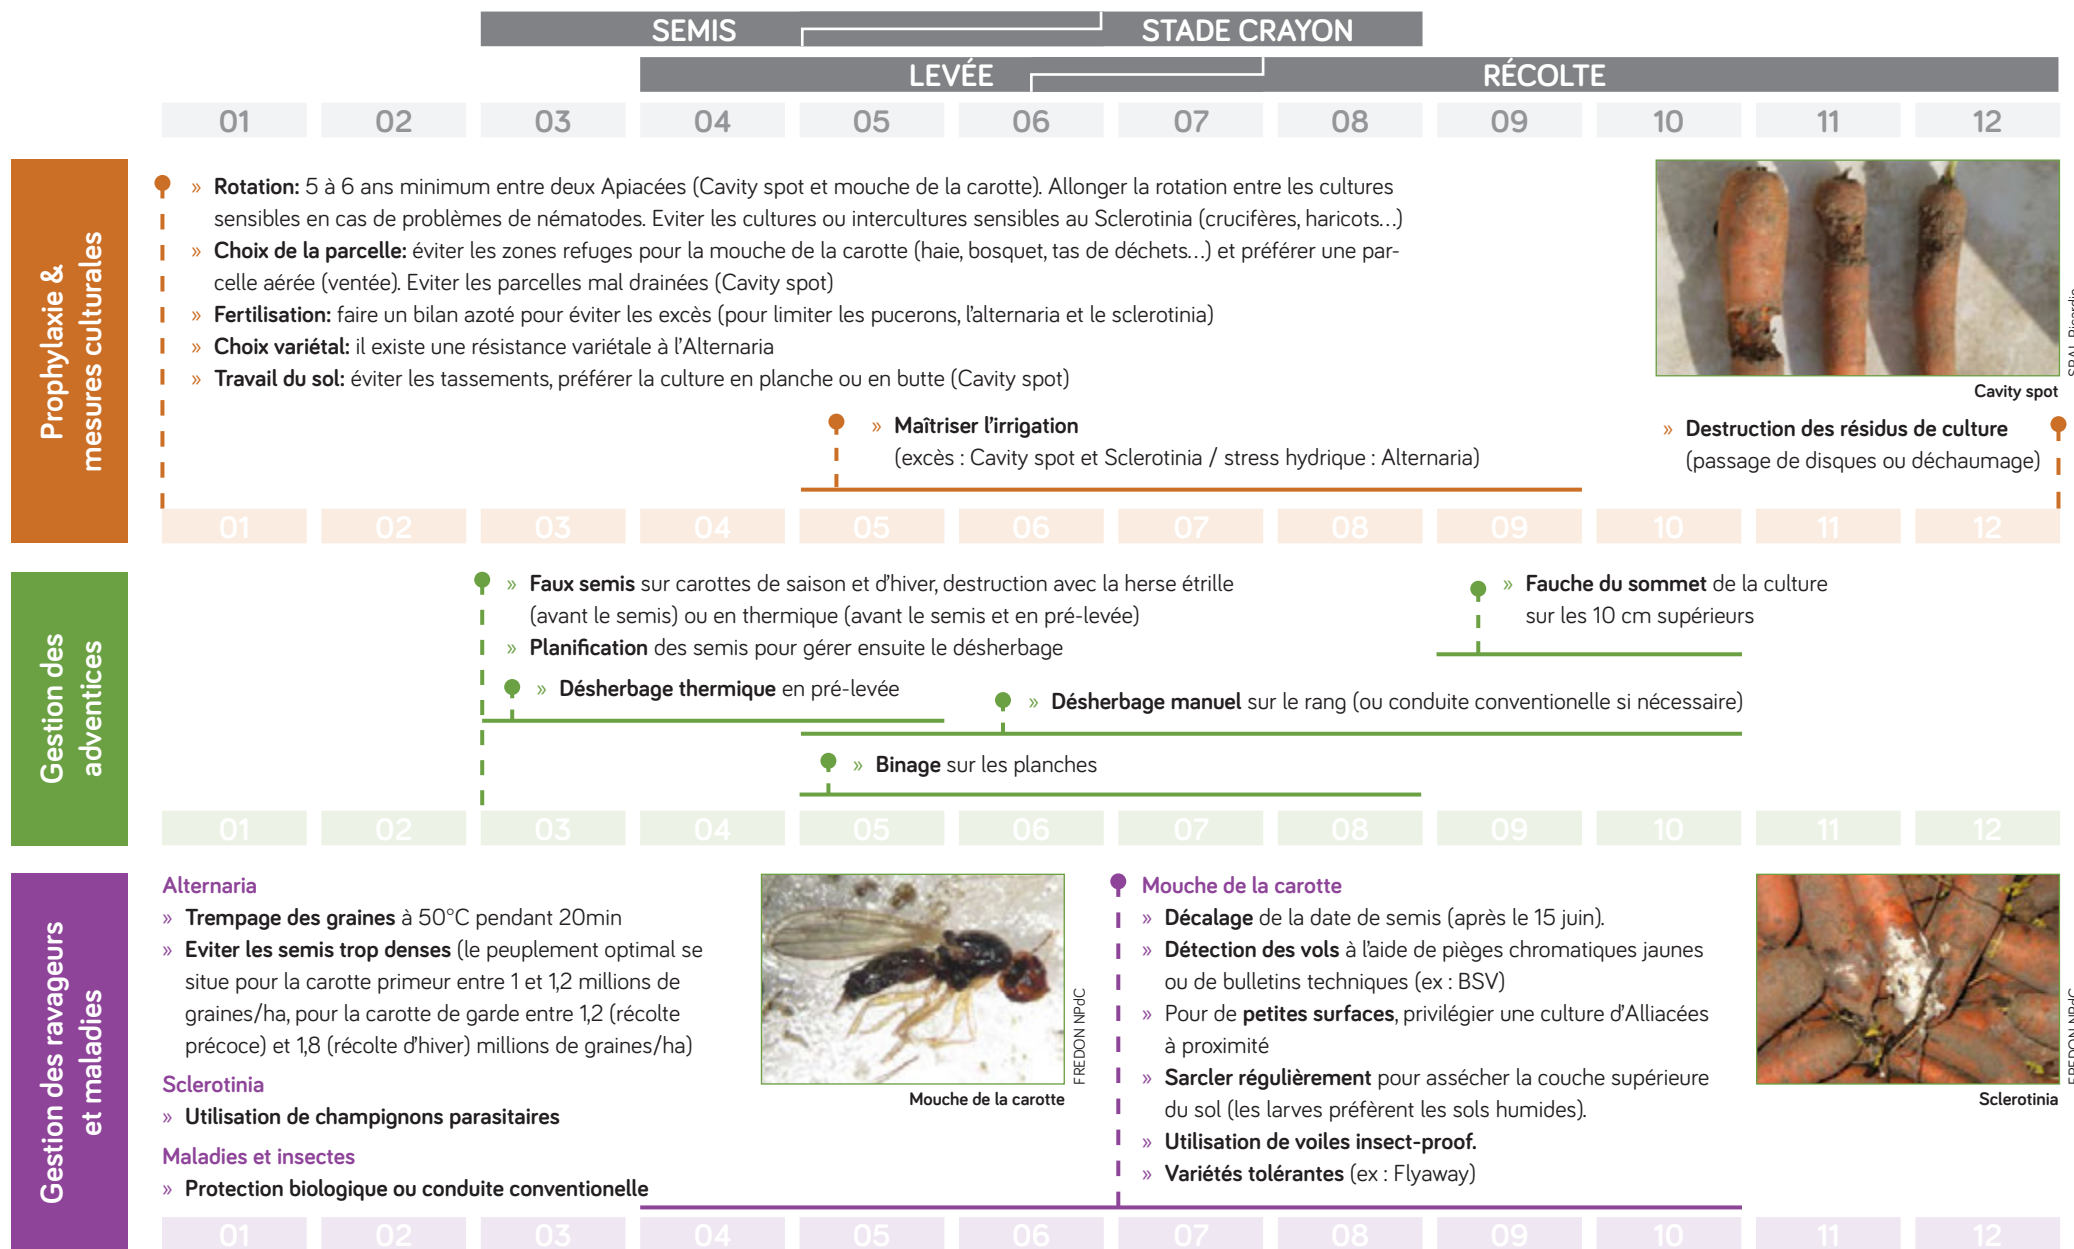 SEMIS
STADE CRAYON
LEVÉE
RÉCOLTE
01 02 03 04 05 06 07 08 09 10 11 12
Prophylaxie &
mesures culturales
» Rotation: 5 à 6 ans minimum entre deux Apiacées (Cavity spot et mouche de la carotte). Allonger la rotation entre les cultures
sensibles en cas de problèmes de nématodes. Eviter les cultures ou intercultures sensibles au Sclerotinia (crucifères, haricots...)
» Choix de la parcelle: éviter les zones refuges pour la mouche de la carotte (haie, bosquet, tas de déchets...) et préférer une par-
celle aérée (ventée). Eviter les parcelles mal drainées (Cavity spot)
» Fertilisation: faire un bilan azoté pour éviter les excès (pour limiter les pucerons, l'alternaria et le sclerotinia)
» Choix variétal: il existe une résistance variétale à l'Alternaria
» Travail du sol: éviter les tassements, préférer la culture en planche ou en butte (Cavity spot)
SRAL Picardie
Cavity spot
» Maîtriser l'irrigation
(excès : Cavity spot et Sclerotinia / stress hydrique : Alternaria)
» Destruction des résidus de culture
(passage de disques ou déchaumage)
01 02 03 04 05 06 07 08 09 10 11 12
Gestion des
adventices
» Faux semis sur carottes de saison et d'hiver, destruction avec la herse étrille
(avant le semis) ou en thermique (avant le semis et en pré-levée)
» Planification des semis pour gérer ensuite le désherbage
» Fauche du sommet de la culture
sur les 10 cm supérieurs
» Désherbage thermique en pré-levée
» Désherbage manuel sur le rang (ou conduite conventionelle si nécessaire)
» Binage sur les planches
01 02 03 04 05 06 07 08 09 10 11 12
Gestion des ravageurs
et maladies
Alternaria
» Trempage des graines à 50°C pendant 20min
» Eviter les semis trop denses (le peuplement optimal se
situe pour la carotte primeur entre 1 et 1,2 millions de
graines/ha, pour la carotte de garde entre 1,2 (récolte
précoce) et 1,8 (récolte d'hiver) millions de graines/ha)
Sclerotinia
» Utilisation de champignons parasitaires
Maladies et insectes
» Protection biologique ou conduite conventionelle
FREDON NPdC
Mouche de la carotte
Mouche de la carotte
» Décalage de la date de semis (après le 15 juin).
» Détection des vols à l'aide de pièges chromatiques jaunes
ou de bulletins techniques (ex : BSV)
» Pour de petites surfaces, privilégier une culture d'Alliacées
à proximité
» Sarcler régulièrement pour assécher la couche supérieure
du sol (les larves préfèrent les sols humides).
» Utilisation de voiles insect-proof.
» Variétés tolérantes (ex : Flyaway)
FREDON NPdC
Sclerotinia
01 02 03 04 05 06 07 08 09 10 11 12